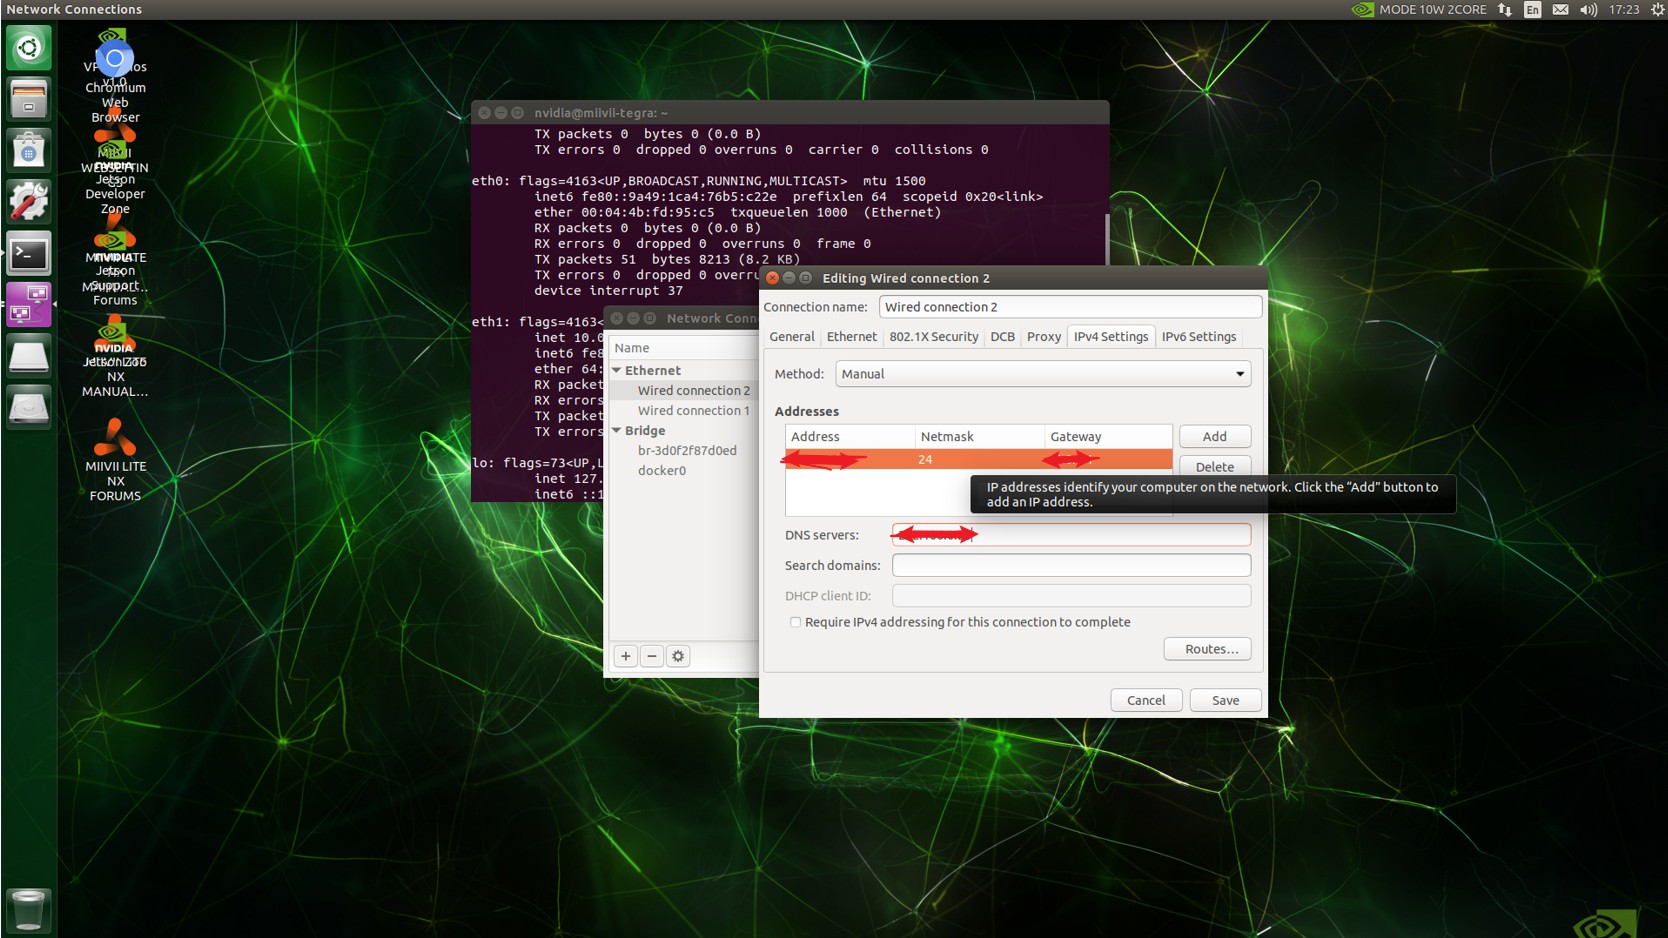 Network Connections
MODE 10W 2CORE
En
17:23
Chromium
Web
Browser
Jetson
Developer
Zone
Jetson
Support
Forums
NVIDIA
NX
MANUAL...
MIIVII LITE
NX
FORUMS
nvidia@miivii-tegra: ~
TX packets 0  bytes 0 (0.0 B)
TX errors 0  dropped 0 overruns 0  carrier 0  collisions 0
eth0: flags=4163<UP,BROADCAST,RUNNING,MULTICAST>  mtu 1500
inet6 fe80::9a49:1ca4:76b5:c22e  prefixlen 64  scopeid 0x20<link>
ether 00:04:4b:fd:95:c5  txqueuelen 1000  (Ethernet)
RX packets 0  bytes 0 (0.0 B)
RX errors 0  dropped 0  overruns 0  frame 0
TX packets 51  bytes 8213 (8.2 KB)
TX errors 0  dropped 0 overru
device interrupt 37
eth1: flags=4163<
inet 10.0
inet6 fe8
ether 64:
RX packet
RX errors
TX packet
TX errors
lo: flags=73<UP,L
inet 127.
inet6 ::1
Network Conn
Name
Ethernet
Wired connection 2
Wired connection 1
Bridge
br-3d0f2f87d0ed
docker0
Editing Wired connection 2
Connection name: Wired connection 2
General Ethernet 802.1X Security DCB Proxy IPv4 Settings IPv6 Settings
Method: Manual
Addresses
Address Netmask Gateway Add
24
Delete
IP addresses identify your computer on the network. Click the “Add” button to
add an IP address.
DNS servers:
Search domains:
DHCP client ID:
Require IPv4 addressing for this connection to complete
Routes…
Cancel Save